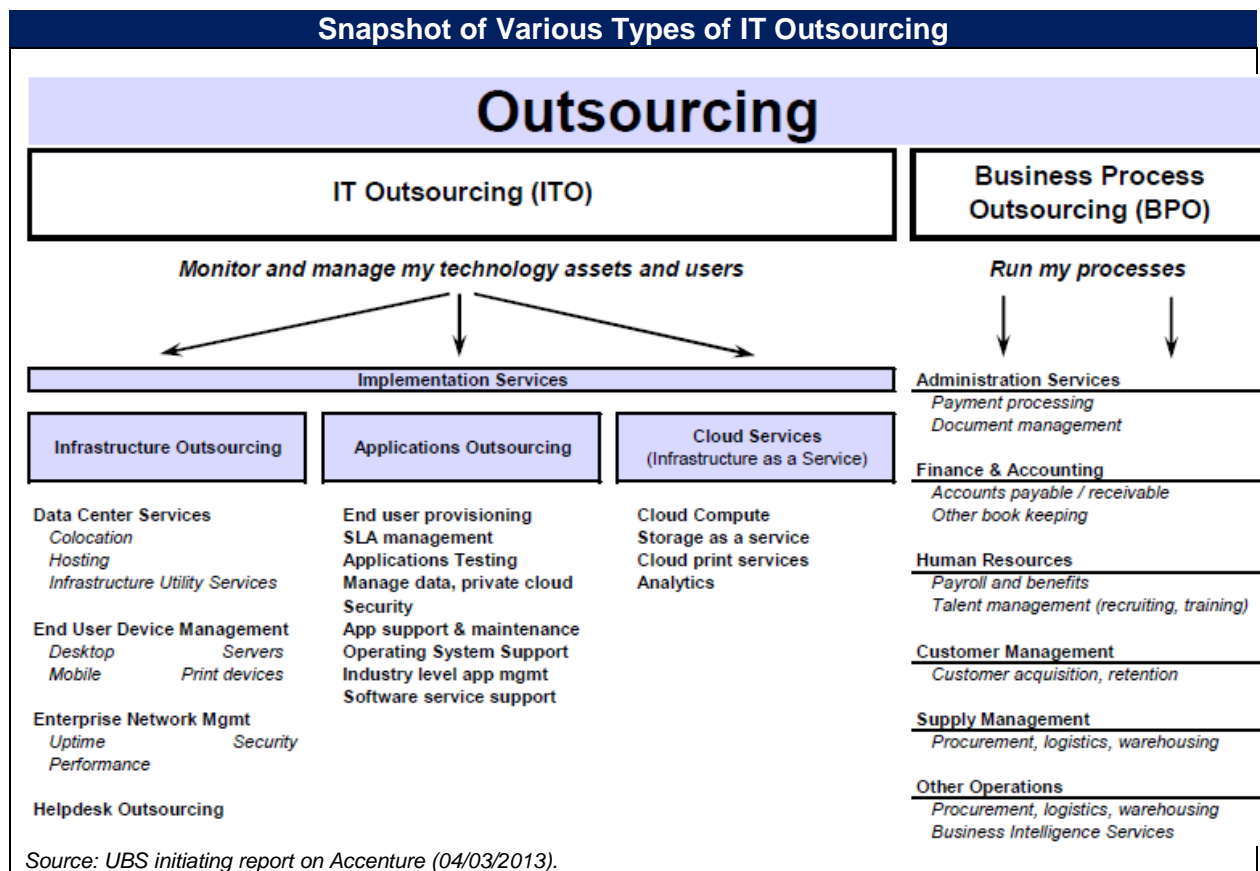 Snapshot of Various Types of IT Outsourcing
Outsourcing
IT Outsourcing (ITO)
Monitor and manage my technology assets and users
Implementation Services
Infrastructure Outsourcing
Data Center Services
Colocation
Hosting
Infrastructure Utility Services
End User Device Management
Desktop Servers
Mobile Print devices
Enterprise Network Mgmt
Uptime Security
Performance
Helpdesk Outsourcing
Applications Outsourcing
End user provisioning
SLA management
Applications Testing
Manage data, private cloud
Security
App support & maintenance
Operating System Support
Industry level app mgmt
Software service support
Cloud Services
(Infrastructure as a Service)
Cloud Compute
Storage as a service
Cloud print services
Analytics
Business Process
Outsourcing (BPO)
Run my processes
Administration Services
Payment processing
Document management
Finance & Accounting
Accounts payable / receivable
Other book keeping
Human Resources
Payroll and benefits
Talent management (recruiting, training)
Customer Management
Customer acquisition, retention
Supply Management
Procurement, logistics, warehousing
Other Operations
Procurement, logistics, warehousing
Business Intelligence Services
Source: UBS initiating report on Accenture (04/03/2013).